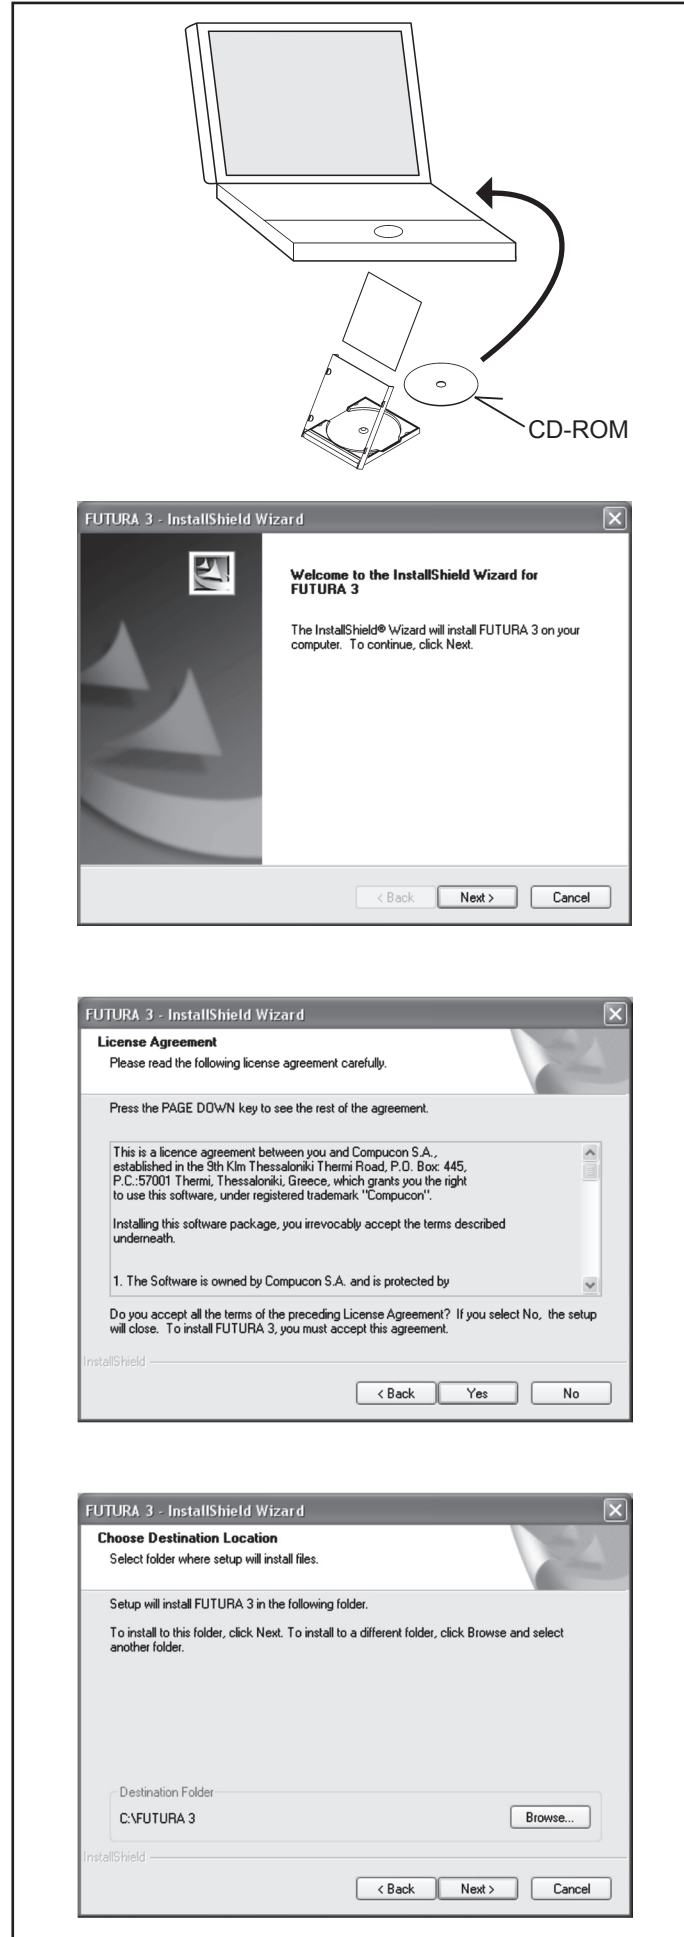 CD-ROM
FUTURA 3 - InstallShield Wizard
Welcome to the InstallShield Wizard for
FUTURA 3
The InstallShield® Wizard will install FUTURA 3 on your
computer. To continue, click Next.
< Back
Next >
Cancel
FUTURA 3 - InstallShield Wizard
License Agreement
Please read the following license agreement carefully.
Press the PAGE DOWN key to see the rest of the agreement.
This is a licence agreement between you and Compucon S.A.,
established in the 9th Klm Thessaloniki Thermi Road, P.O. Box: 445,
P.C.:57001 Thermi, Thessaloniki, Greece, which grants you the right
to use this software, under registered trademark "Compucon".
Installing this software package, you irrevocably accept the terms described
underneath.
1. The Software is owned by Compucon S.A. and is protected by
Do you accept all the terms of the preceding License Agreement? If you select No, the setup
will close. To install FUTURA 3, you must accept this agreement.
InstallShield
< Back
Yes
No
FUTURA 3 - InstallShield Wizard
Choose Destination Location
Select folder where setup will install files.
Setup will install FUTURA 3 in the following folder.
To install to this folder, click Next. To install to a different folder, click Browse and select
another folder.
Destination Folder
C:\FUTURA 3
Browse...
InstallShield
< Back
Next >
Cancel